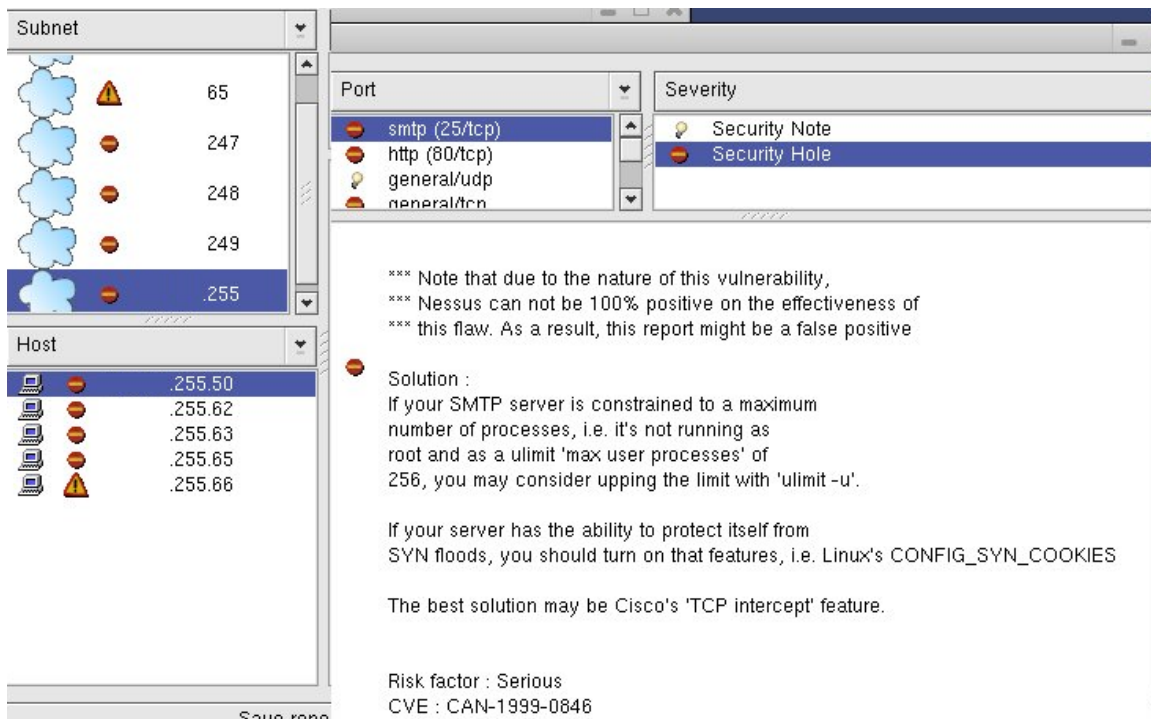 Subnet
65
247
248
249
.255
Host
.255.50
.255.62
.255.63
.255.65
.255.66
Port
smtp (25/tcp)
http (80/tcp)
general/udp
general/tcp
Severity
Security Note
Security Hole
*** Note that due to the nature of this vulnerability,
*** Nessus can not be 100% positive on the effectiveness of
*** this flaw. As a result, this report might be a false positive
Solution :
If your SMTP server is constrained to a maximum
number of processes, i.e. it's not running as
root and as a ulimit 'max user processes' of
256, you may consider upping the limit with 'ulimit -u'.
If your server has the ability to protect itself from
SYN floods, you should turn on that features, i.e. Linux's CONFIG_SYN_COOKIES
The best solution may be Cisco's 'TCP intercept' feature.
Risk factor : Serious
CVE : CAN-1999-0846